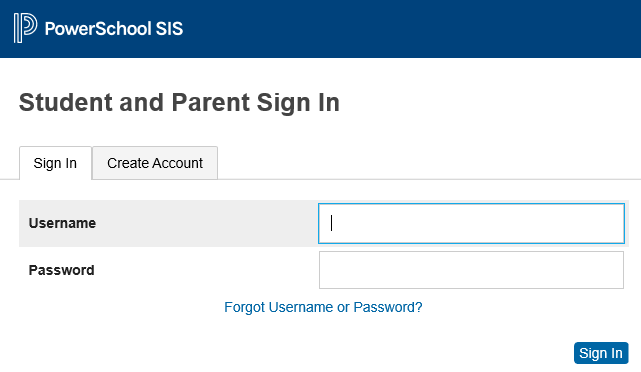 PowerSchool SIS
Student and Parent Sign In
Sign In
Create Account
Username
Password
Forgot Username or Password?
Sign In